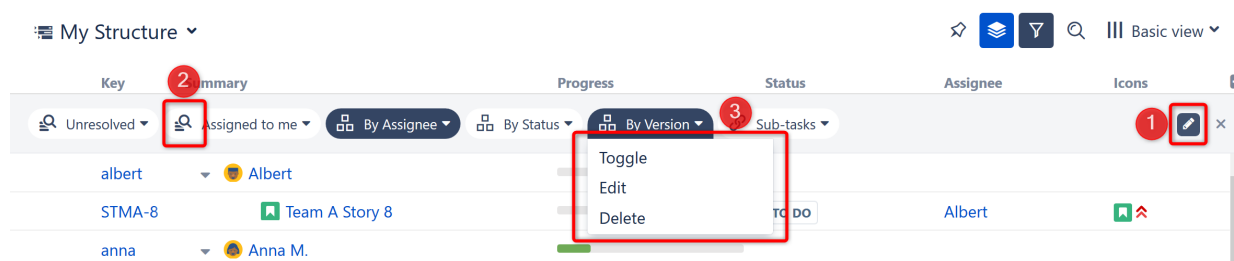 My Structure
Basic view
Key Summary Progress Status Assignee Icons
2
Unresolved Assigned to me By Assignee By Status By Version Sub-tasks
3
1
Toggle
albert Albert
Edit
STMA-8 Team A Story 8 Delete TO DO Albert
anna Anna M.